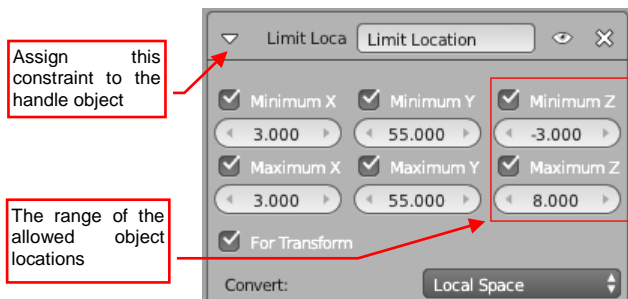 Limit Loca Limit Location
Assign this
constraint to the
handle object
Minimum X Minimum Y Minimum Z
3.000 55.000 -3.000
Maximum X Maximum Y Maximum Z
3.000 55.000 8.000
The range of the
allowed object
locations
For Transform
Convert: Local Space